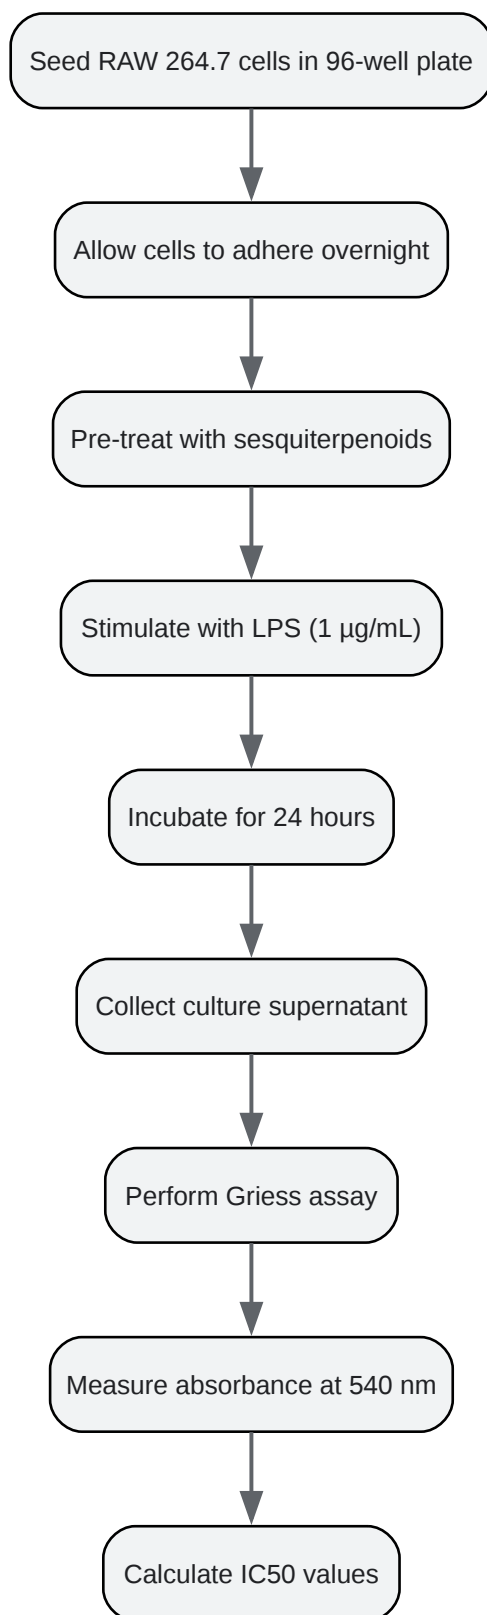 Seed RAW 264.7 cells in 96-well plate
Allow cells to adhere overnight
Pre-treat with sesquiterpenoids
Stimulate with LPS (1 µg/mL)
Incubate for 24 hours
Collect culture supernatant
Perform Griess assay
Measure absorbance at 540 nm
Calculate IC50 values